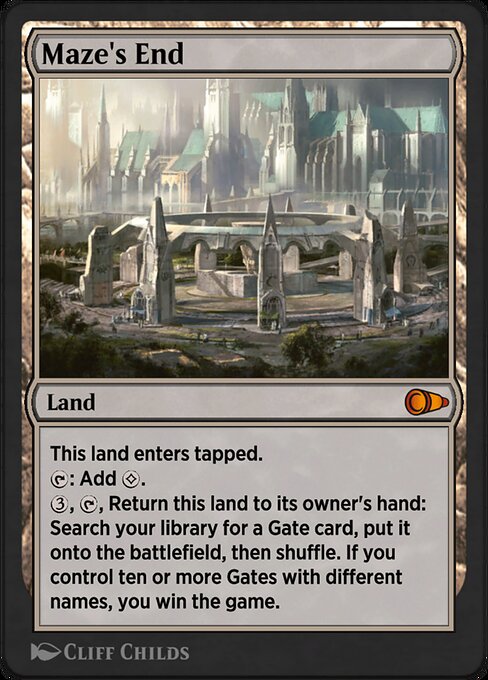 Maze's End
Land
This land enters tapped.
: Add .
3, , Return this land to its owner's hand:
Search your library for a Gate card, put it
onto the battlefield, then shuffle. If you
control ten or more Gates with different
names, you win the game.
CLIFF CHILDS